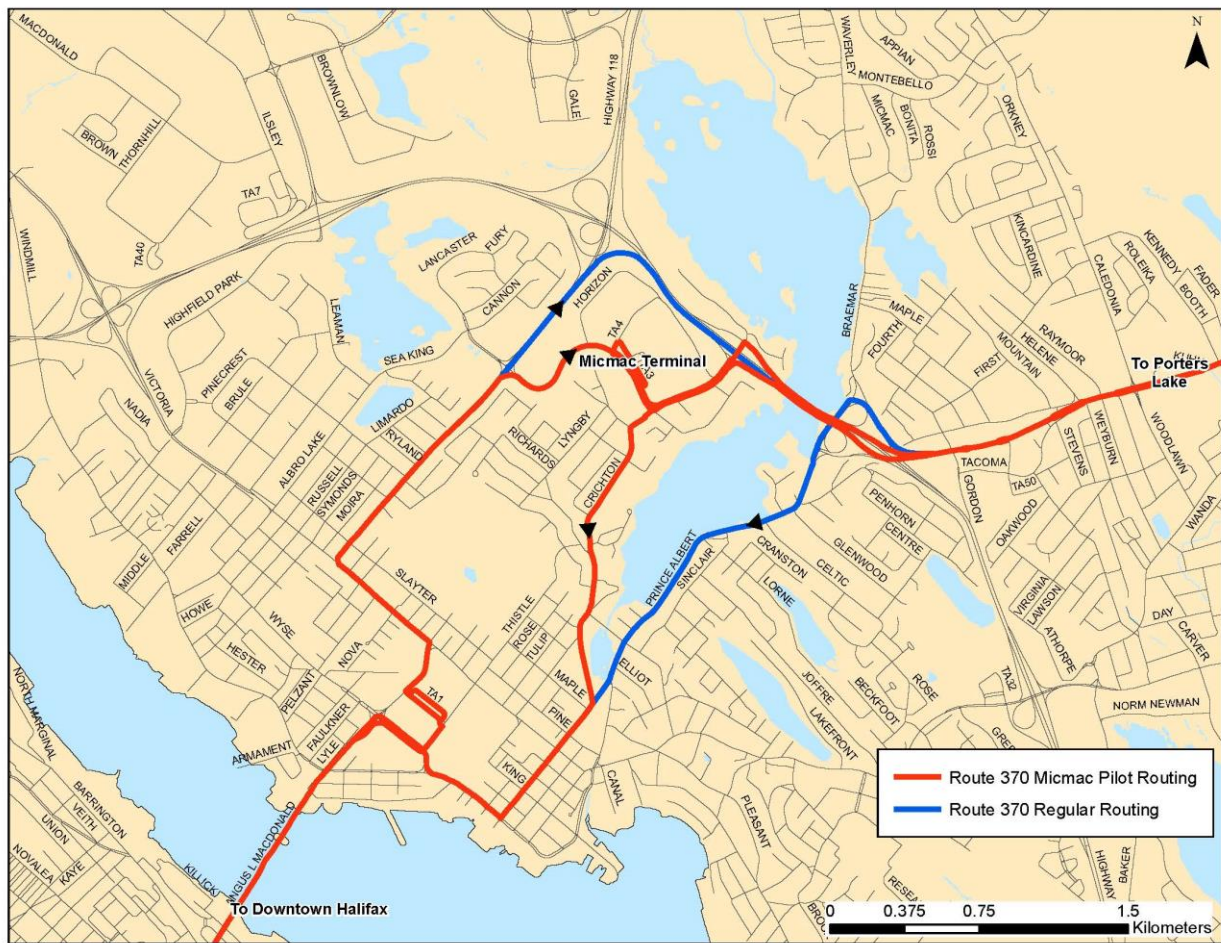 MACDONALD
BROWNLOW
BROWN
THORNHILL
ILSLEY
GALE
HIGHWAY 118
WAVERLEY
APPIAN
MONTEBELLO
MICMAC
BONITA
ROSSI
ORKNEY
N
TA7
TA40
WINDMILL
HIGHFIELD PARK
LANCASTER
FURY
CANNON
HORIZON
LEAMAN
SEA KING
KINCARDINE
CALEDONIA
ROLEIKA
KENNEDY
BOOTH
FADER
BRAEMAR
MAPLE
FOURTH
FIRST
MOUNTAIN
HELENE
RAYMOOR
TA4
TA3
Micmac Terminal
To Porters
Lake
VICTORIA
PINECREST
BRULE
NADIA
LIMARDO
RYLAND
ALBRO LAKE
RUSSELL
SYMONDS
MOIRA
RICHARDS
LYNGBY
CRICHTON
FARRELL
MIDDLE
STEVENS
WEYBURN
WOODLAWN
TACOMA
GORDON
TA50
OAKWOOD
WANDA
PENHORN
CENTRE
GLENWOOD
CELTIC
CRANSTON
LORNE
PRINCE ALBERT
SINCLAIR
SLAYTER
THISTLE
ROSE
TULIP
HOWE
WYSE
HESTER
NOVA
PELZANT
FAULKNER
LYLE
ARMAMENT
TA1
MAPLE
PINE
ELLIOT
KING
CANAL
VIRGINIA
LAWSON
ATHORPE
DAY
CARVER
JOFFRE
LAKEFRONT
BECKFOOT
ROSE
TA32
NORM NEWMAN
PLEASANT
NORTH MARGINAL
BARRINGTON
VEITH
UNION
KAYE
NOVALEA
To Downtown Halifax
HIGHWAY
BAKER
Route 370 Micmac Pilot Routing
Route 370 Regular Routing
0 0.375 0.75 1.5
Kilometers